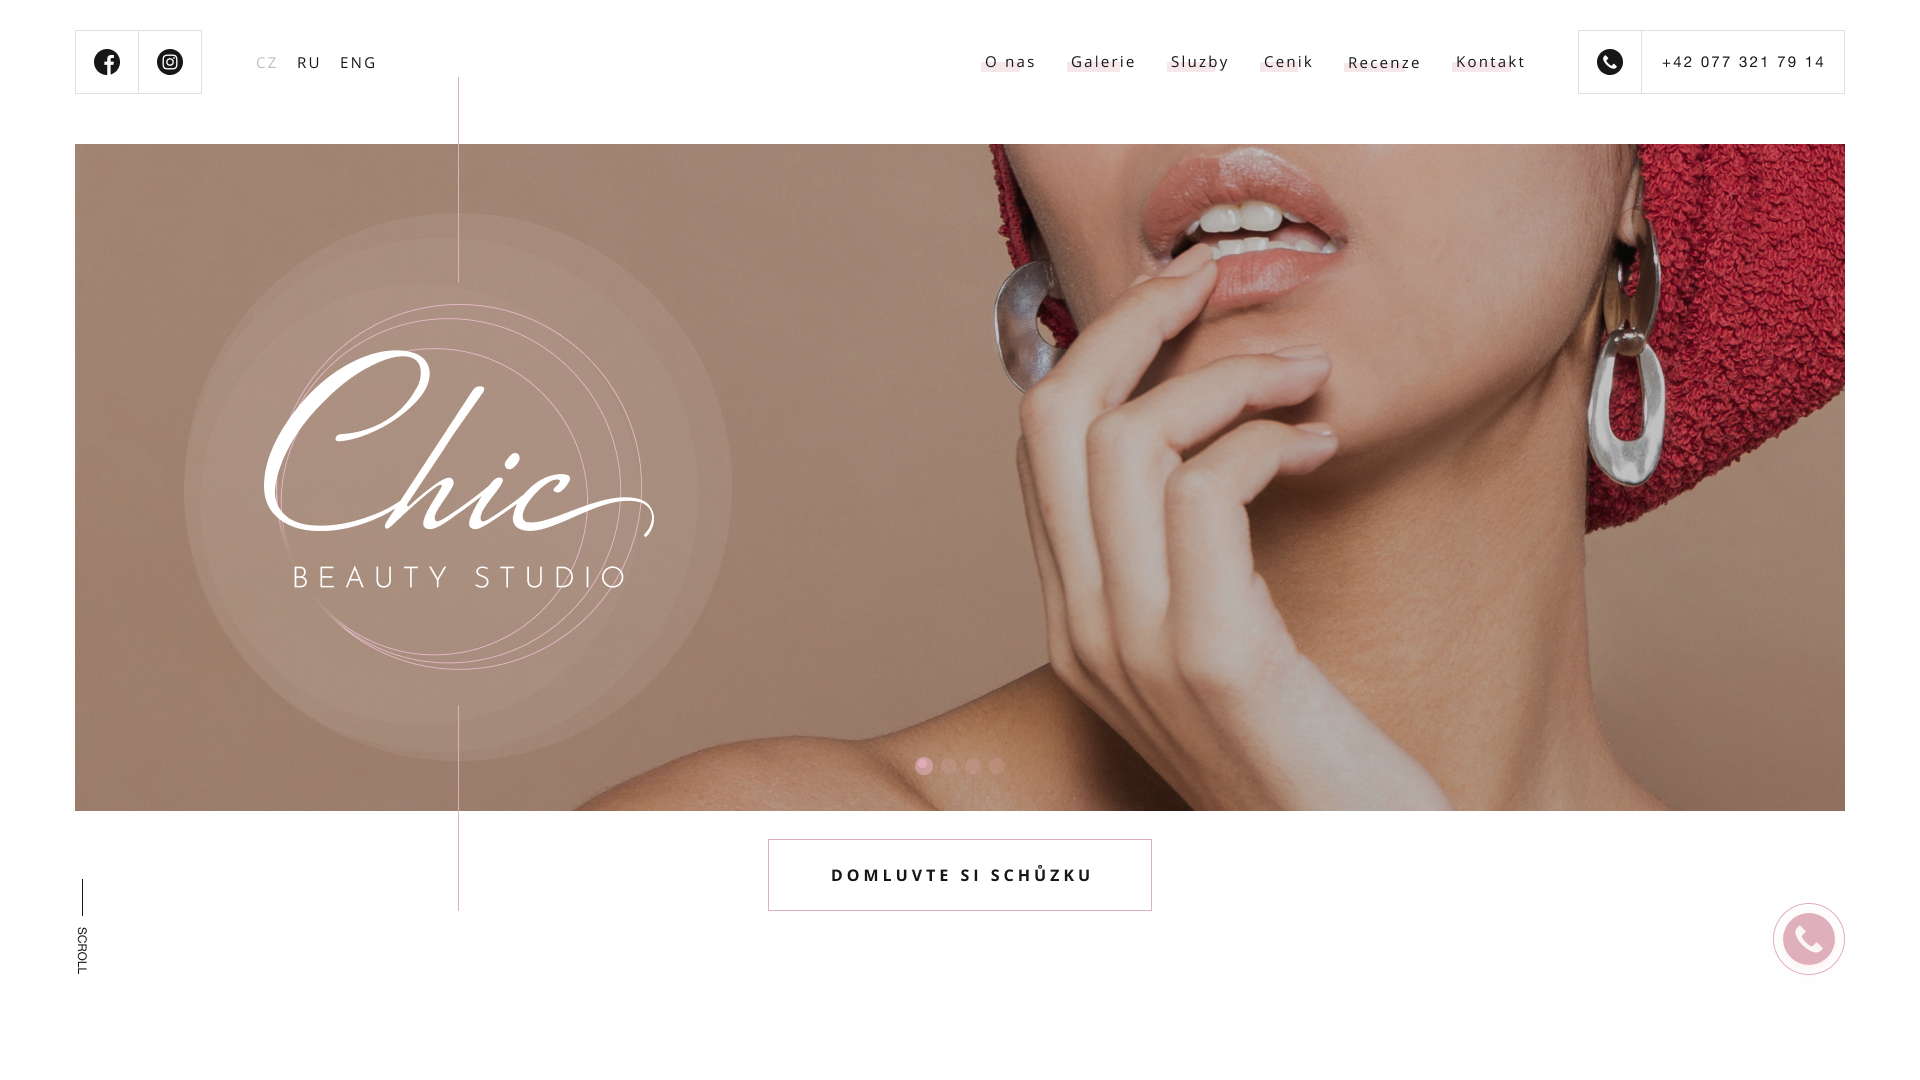 CZ RU ENG
O nas Galerie Sluzby Cenik Recenze Kontakt
+42 077 321 79 14
Chic
BEAUTY STUDIO
DOMLUVTE SI SCHŮZKU
SCROLL